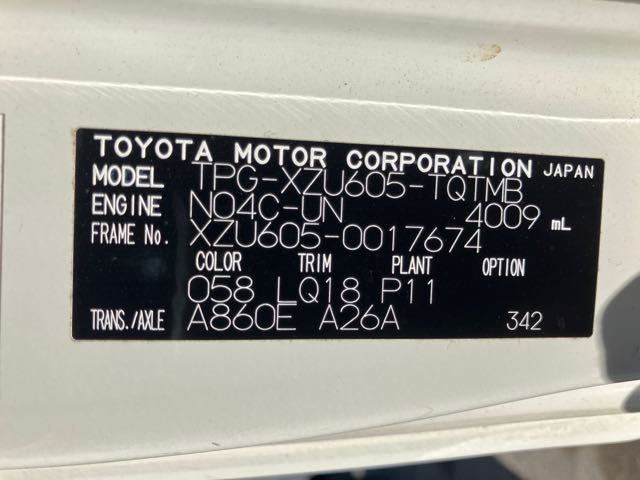 TOYOTA MOTOR CORPORATION JAPAN
MODEL TPG-XZU605-TQTMB
ENGINE N04C-UN 4009 mL
FRAME No. XZU605-0017674
COLOR TRIM PLANT OPTION
058 LQ18 P11
TRANS./AXLE A860E A26A 342